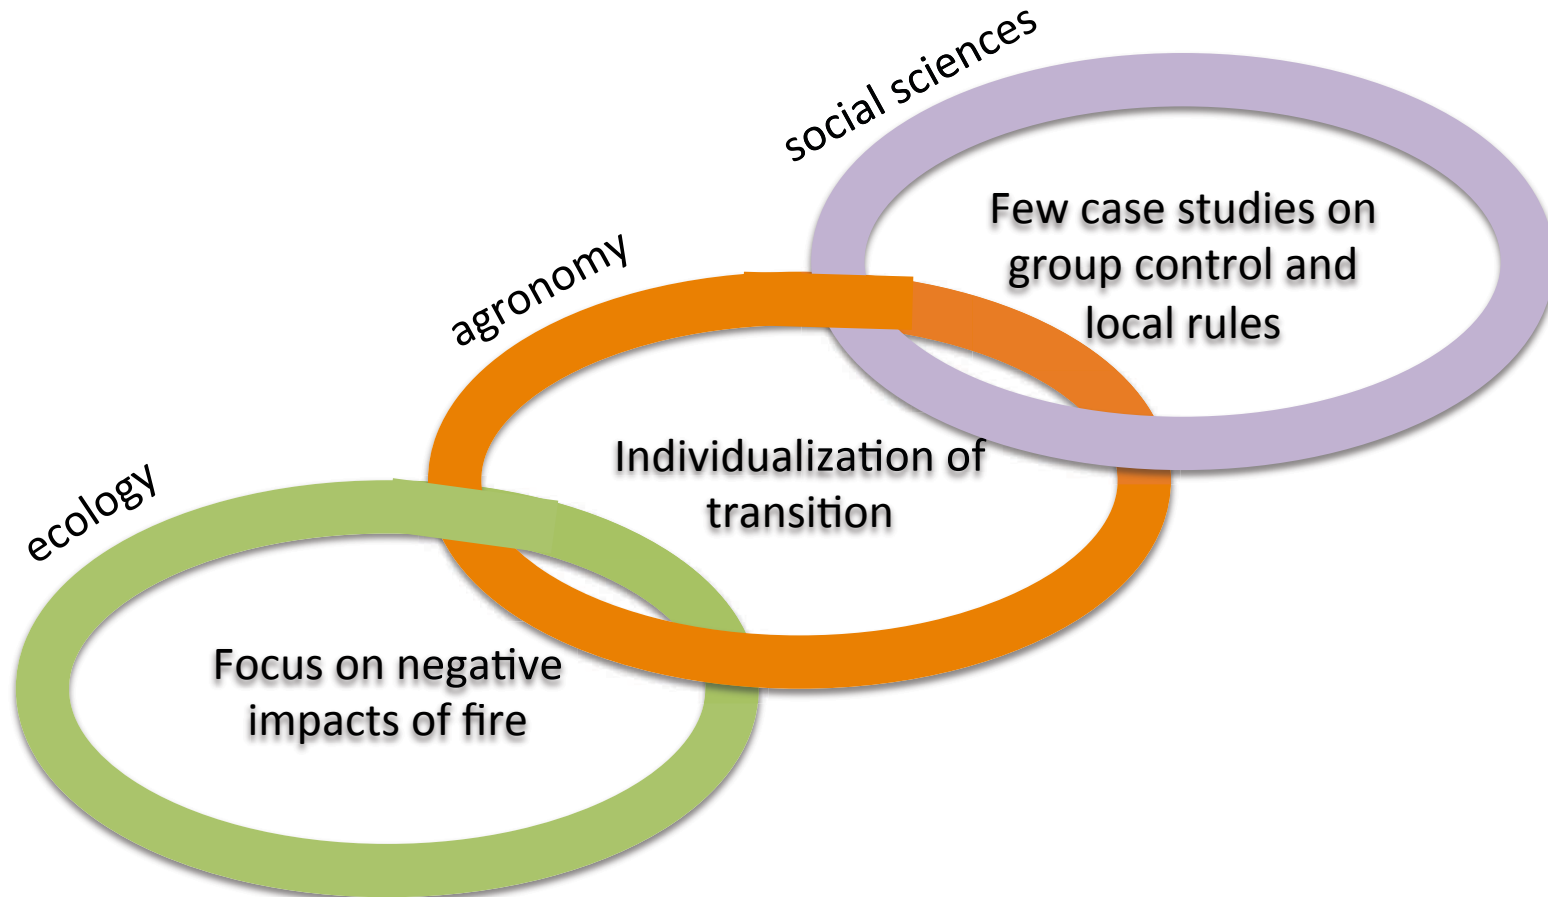 social sciences
Few case studies on
group control and
local rules
agronomy
Individualization of
transition
ecology
Focus on negative
impacts of fire